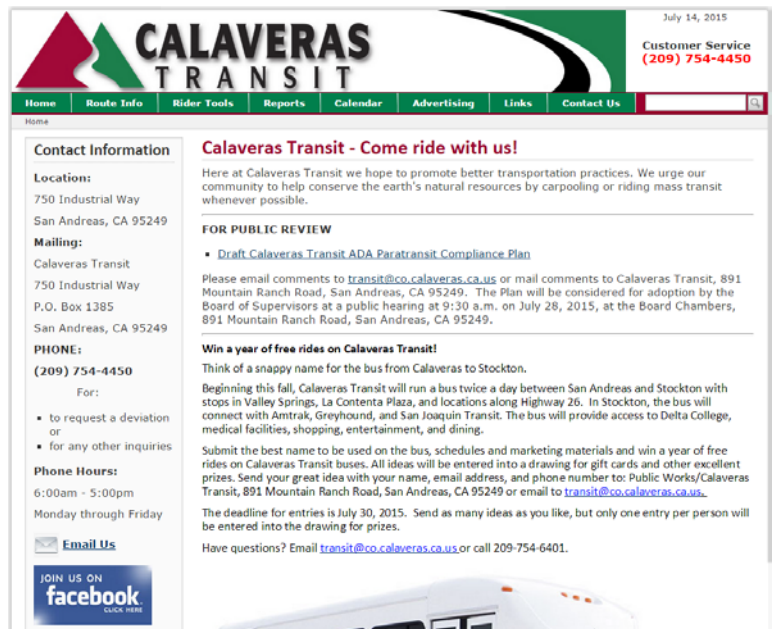 CALAVERAS
TRANSIT
July 14, 2015
Customer Service
(209) 754-4450
Home Route Info Rider Tools Reports Calendar Advertising Links Contact Us
Home
Contact Information
Location:
750 Industrial Way
San Andreas, CA 95249
Mailing:
Calaveras Transit
750 Industrial Way
P.O. Box 1385
San Andreas, CA 95249
PHONE:
(209) 754-4450
For:
to request a deviation
or
for any other inquiries
Phone Hours:
6:00am - 5:00pm
Monday through Friday
Email Us
JOIN US ON
facebook
CLICK HERE
Calaveras Transit - Come ride with us!
Here at Calaveras Transit we hope to promote better transportation practices. We urge our
community to help conserve the earth's natural resources by carpooling or riding mass transit
whenever possible.
FOR PUBLIC REVIEW
Draft Calaveras Transit ADA Paratransit Compliance Plan
Please email comments to transit@co.calaveras.ca.us or mail comments to Calaveras Transit, 891
Mountain Ranch Road, San Andreas, CA 95249. The Plan will be considered for adoption by the
Board of Supervisors at a public hearing at 9:30 a.m. on July 28, 2015, at the Board Chambers,
891 Mountain Ranch Road, San Andreas, CA 95249.
Win a year of free rides on Calaveras Transit!
Think of a snappy name for the bus from Calaveras to Stockton.
Beginning this fall, Calaveras Transit will run a bus twice a day between San Andreas and Stockton with
stops in Valley Springs, La Contenta Plaza, and locations along Highway 26. In Stockton, the bus will
connect with Amtrak, Greyhound, and San Joaquin Transit. The bus will provide access to Delta College,
medical facilities, shopping, entertainment, and dining.
Submit the best name to be used on the bus, schedules and marketing materials and win a year of free
rides on Calaveras Transit buses. All ideas will be entered into a drawing for gift cards and other excellent
prizes. Send your great idea with your name, email address, and phone number to: Public Works/Calaveras
Transit, 891 Mountain Ranch Road, San Andreas, CA 95249 or email to transit@co.calaveras.ca.us.
The deadline for entries is July 30, 2015. Send as many ideas as you like, but only one entry per person will
be entered into the drawing for prizes.
Have questions? Email transit@co.calaveras.ca.us or call 209-754-6401.